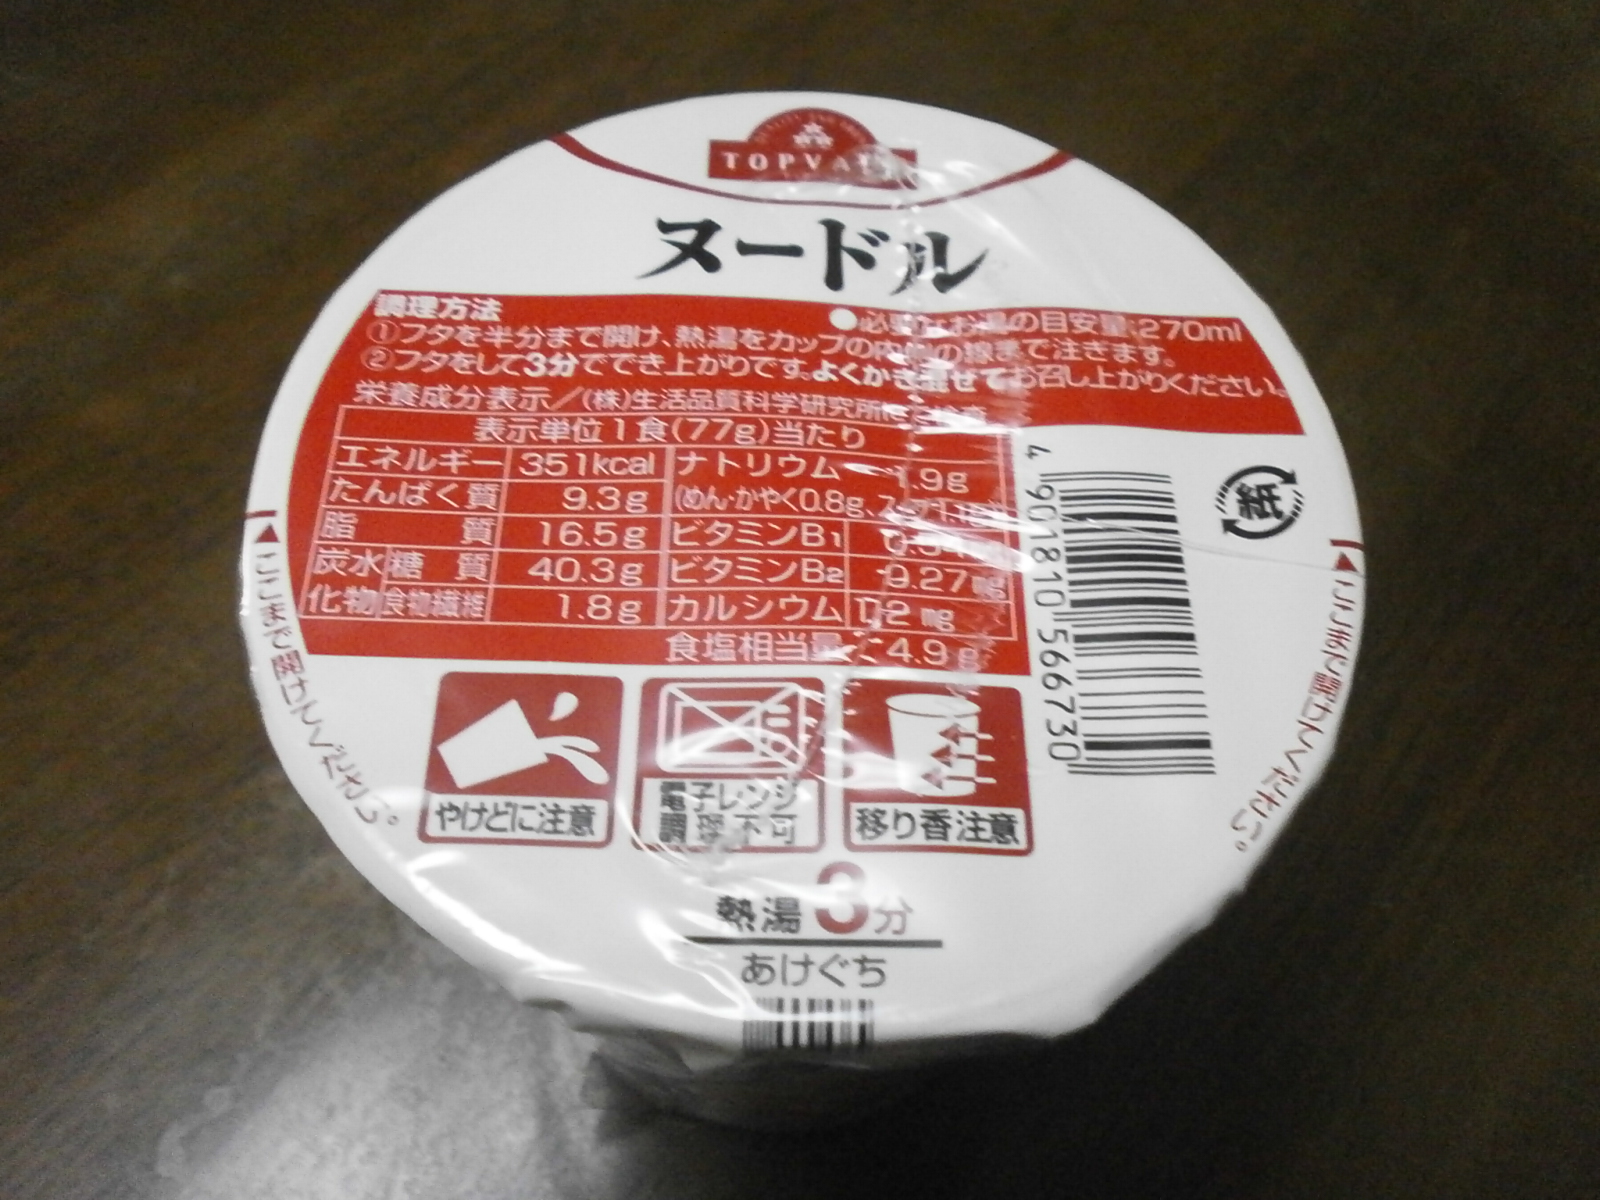 TOPVALU
ヌードル
調理方法
●必要なお湯の目安量:270ml
①フタを半分まで開け、熱湯をカップの内側の線まで注ぎます。
②フタをして3分でできあがりです。よくかき混ぜてお召し上がりください。
栄養成分表示/(株)生活品質科学研究所
表示単位1食(77g)当たり
エネルギー 351kcal ナトリウム 1.9g
たんぱく質 9.3g (めん・かやく0.8g、
脂質 16.5g ビタミンB1
炭水化物 糖質 40.3g ビタミンB2 0.27mg
食物繊維 1.8g カルシウム mg
食塩相当量 4.9g
4 901810 566730
紙
ここまで開けてください。
ここまで開けてください。
やけどに注意
電子レンジ
調理不可
移り香注意
熱湯3分
あけぐち